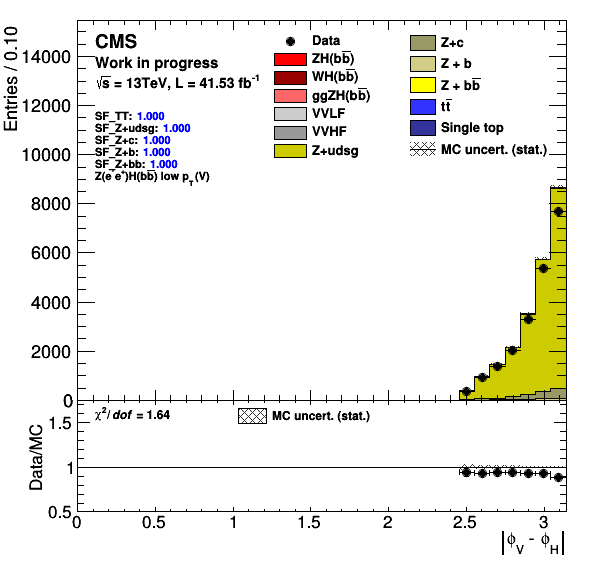 CMS
Work in progress
√s = 13TeV, L = 41.53 fb⁻¹
SF_TT: 1.000
SF_Z+udsg: 1.000
SF_Z+c: 1.000
SF_Z+b: 1.000
SF_Z+bb: 1.000
Z(e⁻e⁺)H(bb̅) low p_T(V)
Data
ZH(bb̅)
WH(bb̅)
ggZH(bb̅)
VVLF
VVHF
Z+udsg
Z+c
Z + b
Z + bb̅
tt̅
Single top
MC uncert. (stat.)
Entries / 0.10
14000
12000
10000
8000
6000
4000
2000
0
χ²/dof = 1.64
MC uncert. (stat.)
Data/MC
1.5
1
0.5
0 0.5 1 1.5 2 2.5 3
|ϕ_V - ϕ_H|